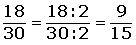 18/30 = 18:2/30:2 = 9/15